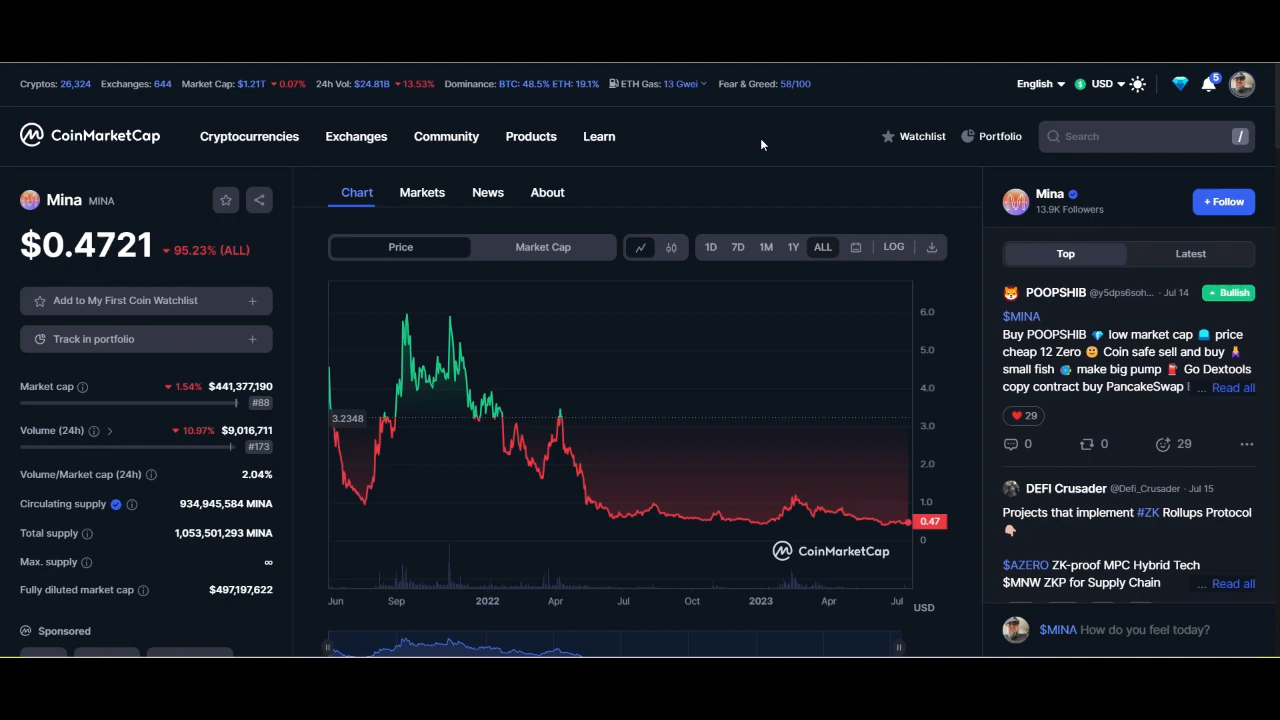 Cryptos: 26,324 Exchanges: 644 Market Cap: $1.21T 0.07% 24h Vol: $24.81B 13.53% Dominance: BTC: 48.5% ETH: 19.1% ETH Gas: 13 Gwei Fear & Greed: 58/100 English USD 5
CoinMarketCap Cryptocurrencies Exchanges Community Products Learn Watchlist Portfolio Search /
Mina MINA
$0.4721 95.23% (ALL)
Add to My First Coin Watchlist +
Track in portfolio +
Market cap 1.54% $441,377,190
#88
Volume (24h) 10.97% $9,016,711
#173
Volume/Market cap (24h) 2.04%
Circulating supply 934,945,584 MINA
Total supply 1,053,501,293 MINA
Max. supply ∞
Fully diluted market cap $497,197,622
Sponsored
Chart Markets News About
Price Market Cap 1D 7D 1M 1Y ALL LOG
6.0
5.0
4.0
3.2348
3.0
2.0
1.0
0.47
0
CoinMarketCap
Jun Sep 2022 Apr Jul Oct 2023 Apr Jul USD
Mina
13.9K Followers
+ Follow
Top Latest
POOPSHIB @y5dps6soh... · Jul 14 Bullish
$MINA
Buy POOPSHIB 💎 low market cap price
cheap 12 Zero Coin safe sell and buy
small fish make big pump Go Dextools
copy contract buy PancakeSwap ... Read all
29
0 0 29
DEFI Crusader @Defi_Crusader · Jul 15
Projects that implement #ZK Rollups Protocol
$AZERO ZK-proof MPC Hybrid Tech
$MNW ZKP for Supply Chain ... Read all
$MINA How do you feel today?